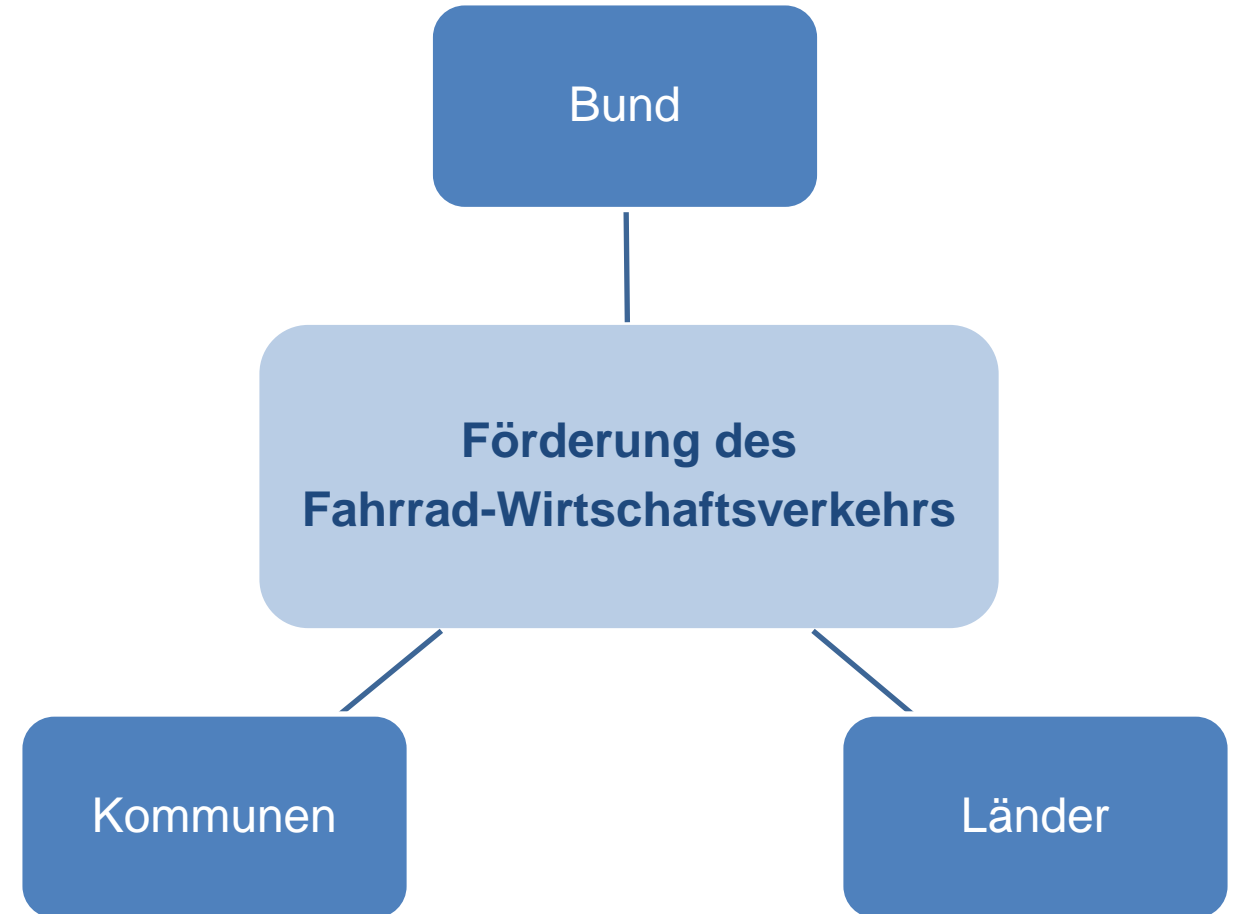 Bund
Förderung des
Fahrrad-Wirtschaftsverkehrs
Kommunen
Länder